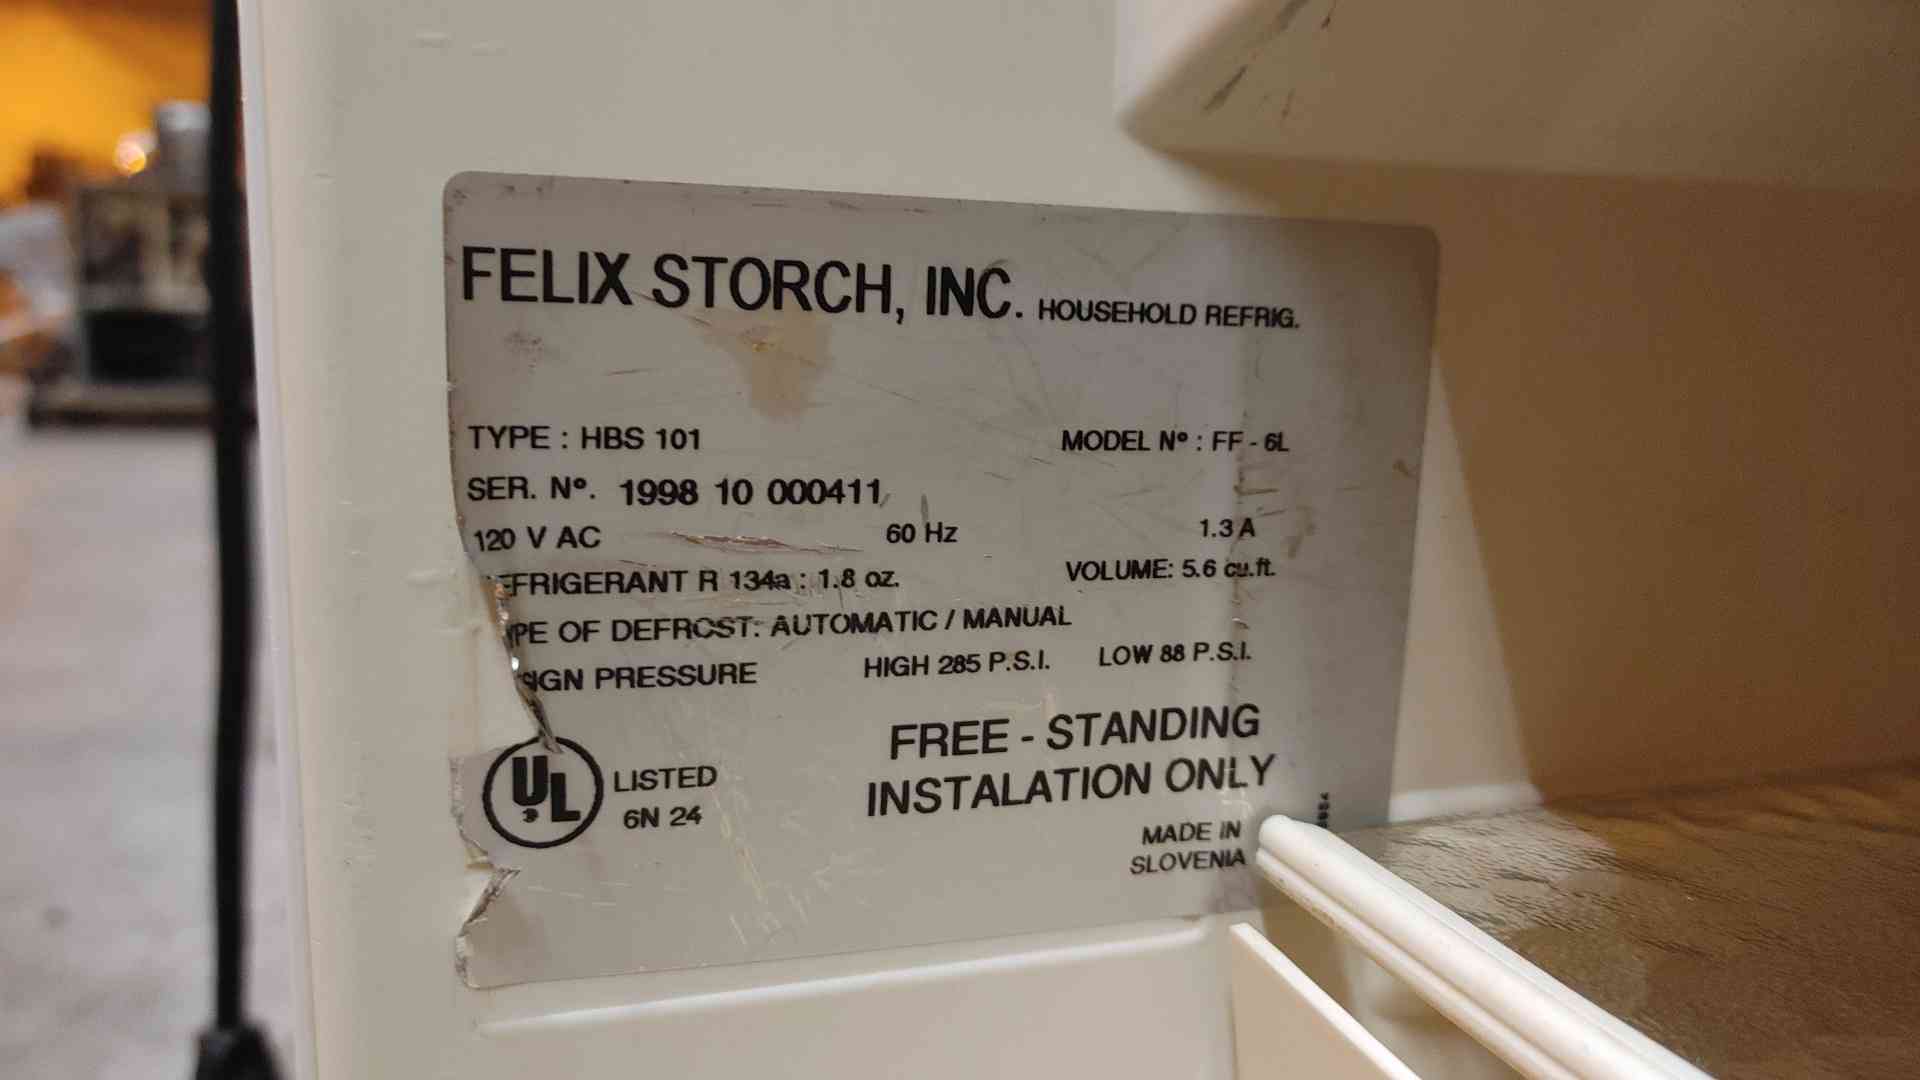 FELIX STORCH, INC. HOUSEHOLD REFRIG.
TYPE : HBS 101 MODEL Nº : FF - 6L
SER. Nº. 1998 10 000411
120 V AC 60 Hz 1.3 A
EFRIGERANT R 134a : 1.8 oz. VOLUME: 5.6 cu.ft.
PE OF DEFROST: AUTOMATIC / MANUAL
IGN PRESSURE HIGH 285 P.S.I. LOW 88 P.S.I.
FREE - STANDING
INSTALATION ONLY
UL LISTED
6N 24
MADE IN
SLOVENIA